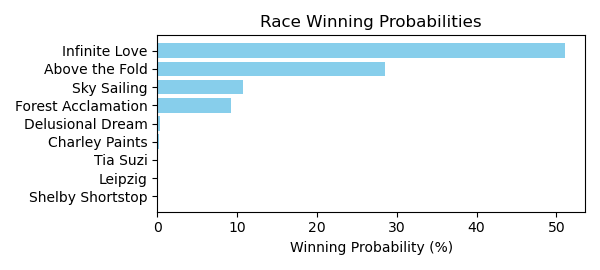 Race Winning Probabilities
Infinite Love
Above the Fold
Sky Sailing
Forest Acclamation
Delusional Dream
Charley Paints
Tia Suzi
Leipzig
Shelby Shortstop
0 10 20 30 40 50
Winning Probability (%)